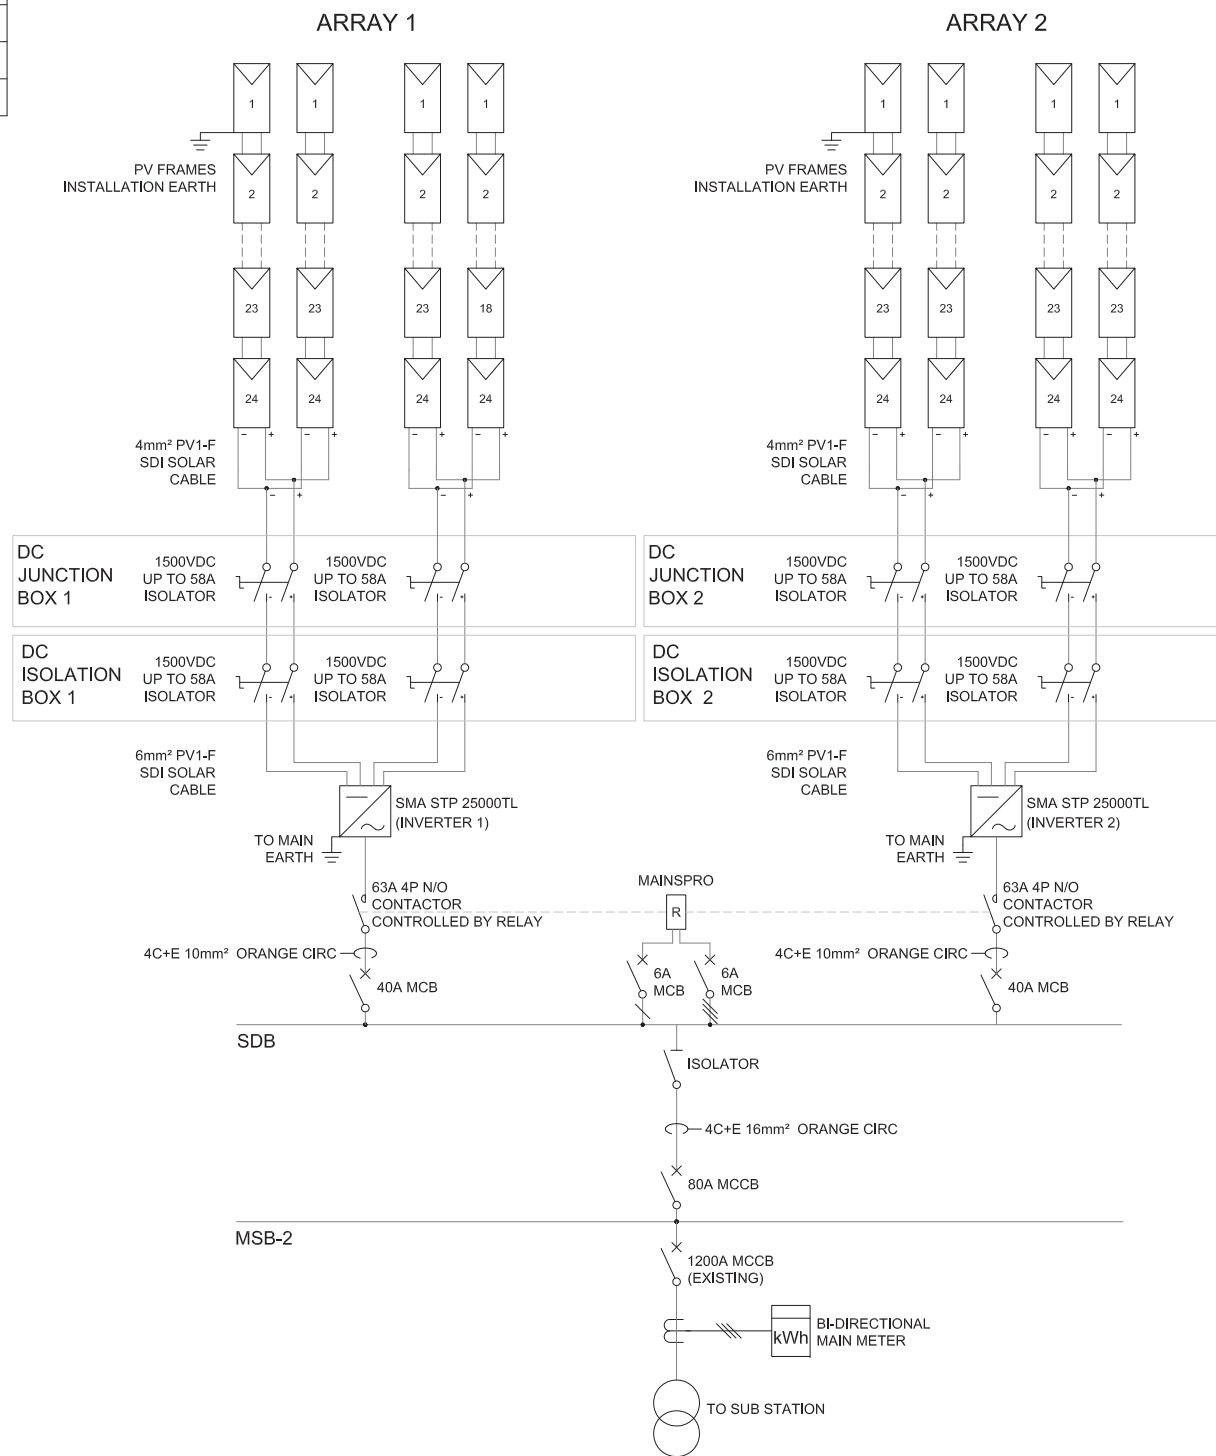 ARRAY 1
ARRAY 2
1 1 1 1
1 1 1 1
PV FRAMES
INSTALLATION EARTH
PV FRAMES
INSTALLATION EARTH
2 2 2 2
2 2 2 2
23 23 23 18
23 23 23 23
24 24 24 24
24 24 24 24
- + - + - + - +
- + - + - + - +
4mm² PV1-F
SDI SOLAR
CABLE
4mm² PV1-F
SDI SOLAR
CABLE
- + - +
- + - +
DC
JUNCTION
BOX 1
1500VDC
UP TO 58A
ISOLATOR
1500VDC
UP TO 58A
ISOLATOR
- + - +
DC
JUNCTION
BOX 2
1500VDC
UP TO 58A
ISOLATOR
1500VDC
UP TO 58A
ISOLATOR
- + - +
DC
ISOLATION
BOX 1
1500VDC
UP TO 58A
ISOLATOR
1500VDC
UP TO 58A
ISOLATOR
- + - +
DC
ISOLATION
BOX 2
1500VDC
UP TO 58A
ISOLATOR
1500VDC
UP TO 58A
ISOLATOR
- + - +
6mm² PV1-F
SDI SOLAR
CABLE
6mm² PV1-F
SDI SOLAR
CABLE
SMA STP 25000TL
(INVERTER 1)
SMA STP 25000TL
(INVERTER 2)
TO MAIN
EARTH
TO MAIN
EARTH
63A 4P N/O
CONTACTOR
CONTROLLED BY RELAY
MAINSPRO
R
63A 4P N/O
CONTACTOR
CONTROLLED BY RELAY
4C+E 10mm² ORANGE CIRC
4C+E 10mm² ORANGE CIRC
40A MCB
6A
MCB
6A
MCB
40A MCB
SDB
ISOLATOR
4C+E 16mm² ORANGE CIRC
80A MCCB
MSB-2
1200A MCCB
(EXISTING)
kWh
BI-DIRECTIONAL
MAIN METER
TO SUB STATION